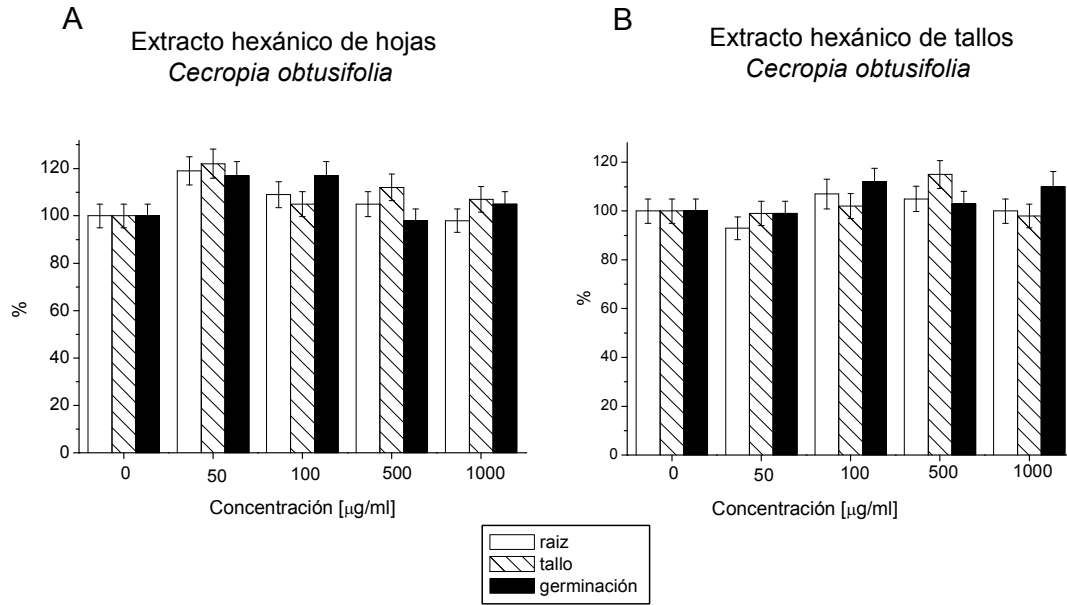 A
Extracto hexánico de hojas
Cecropia obtusifolia
120
100
80
60
40
20
0
%
0 50 100 500 1000
Concentración [μg/ml]
B
Extracto hexánico de tallos
Cecropia obtusifolia
120
100
80
60
40
20
0
%
0 50 100 500 1000
Concentración [μg/ml]
raiz
tallo
germinación